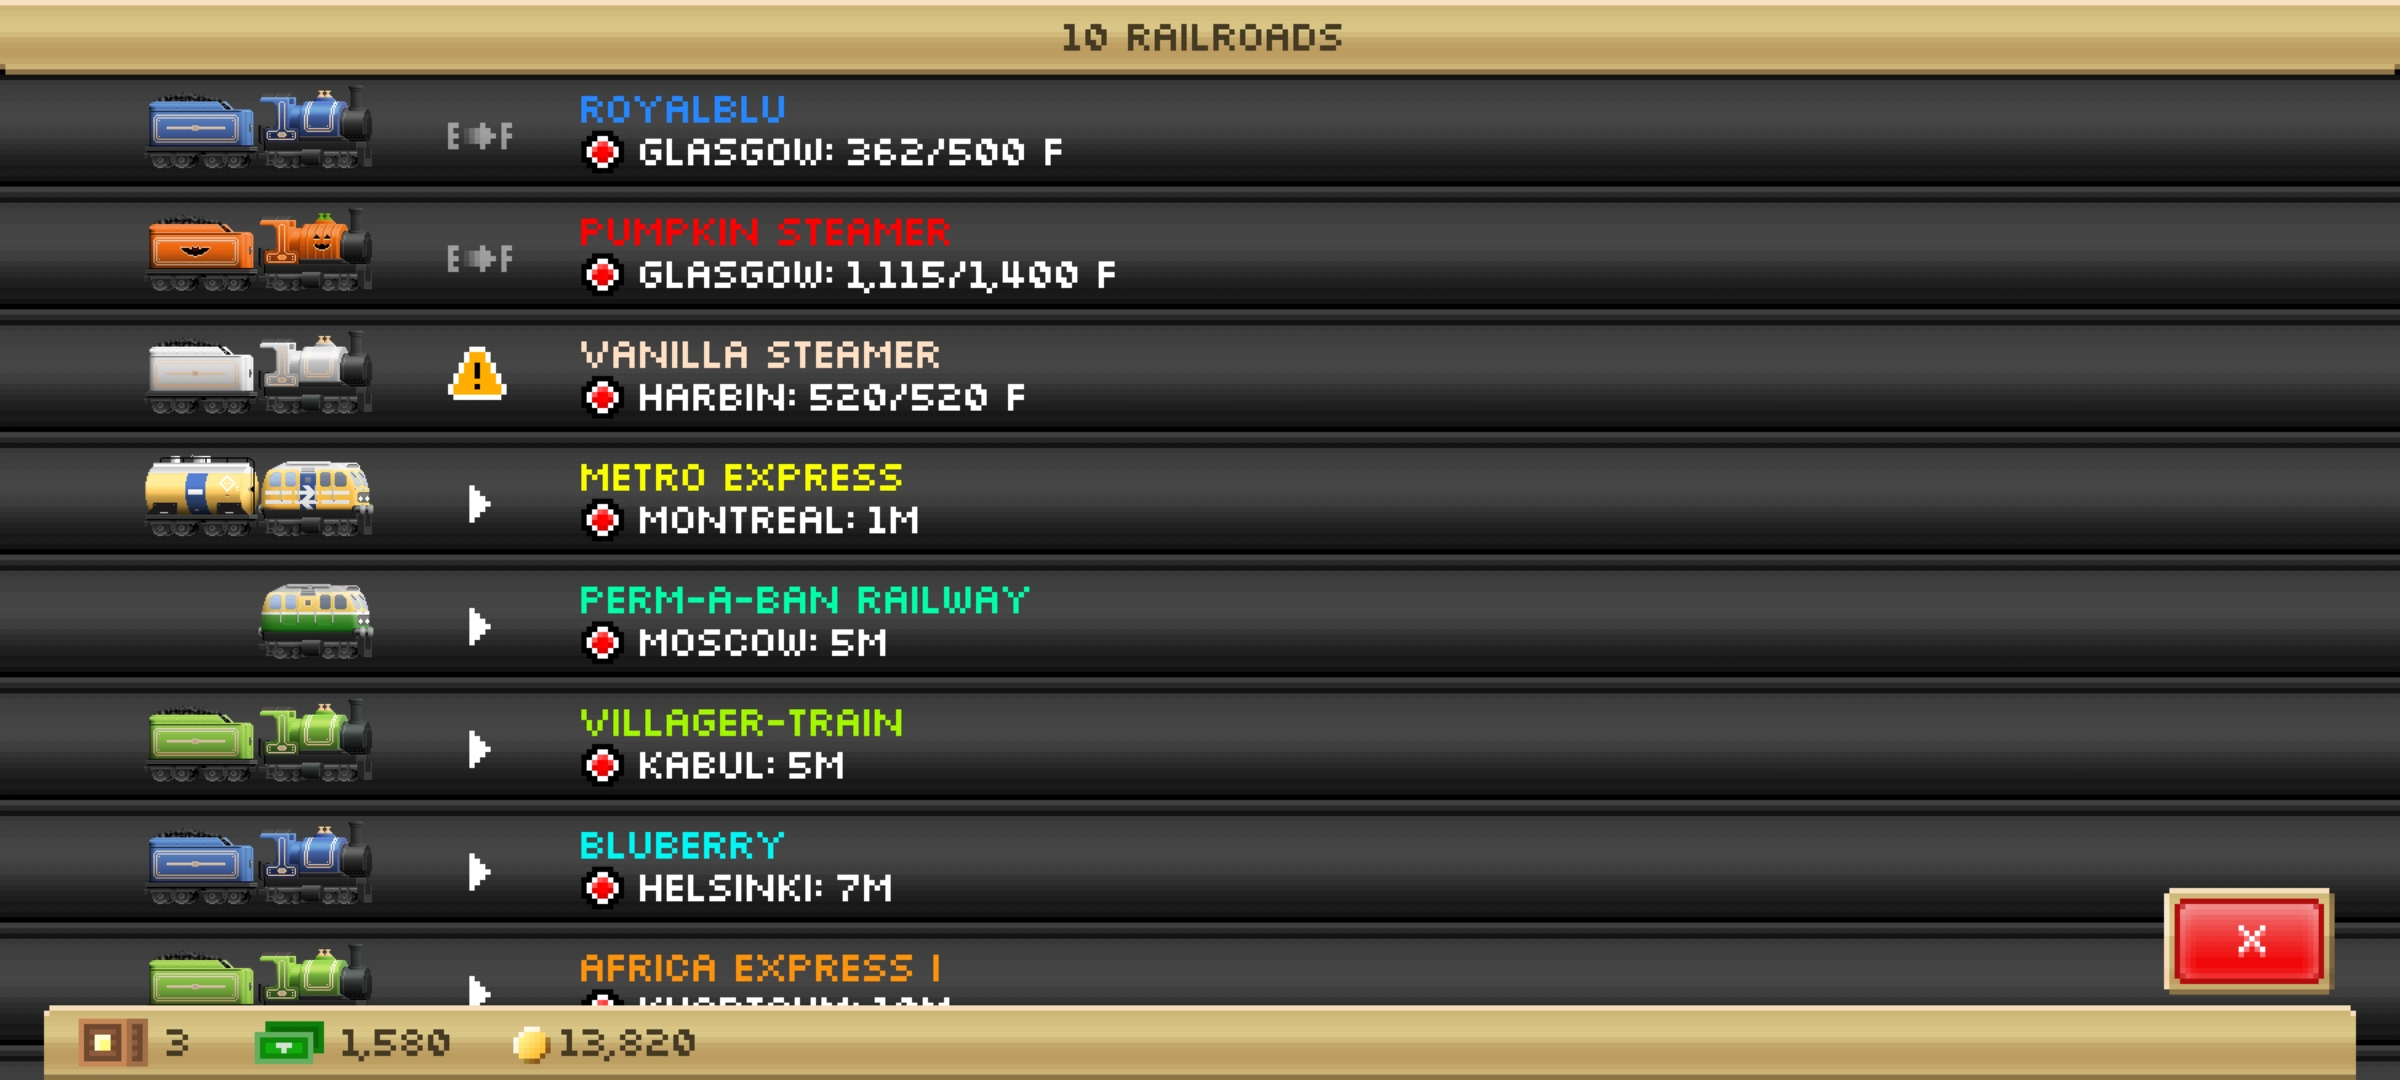 10 RAILROADS
E F
ROYALBLU
GLASGOW: 362/500 F
E F
PUMPKIN STEAMER
GLASGOW: 1,115/1,400 F
!
VANILLA STEAMER
HARBIN: 520/520 F
METRO EXPRESS
MONTREAL: 1M
PERM-A-BAN RAILWAY
MOSCOW: 5M
VILLAGER-TRAIN
KABUL: 5M
BLUBERRY
HELSINKI: 7M
AFRICA EXPRESS I
KHARTOUM: 10M
X
3 1,580 13,820